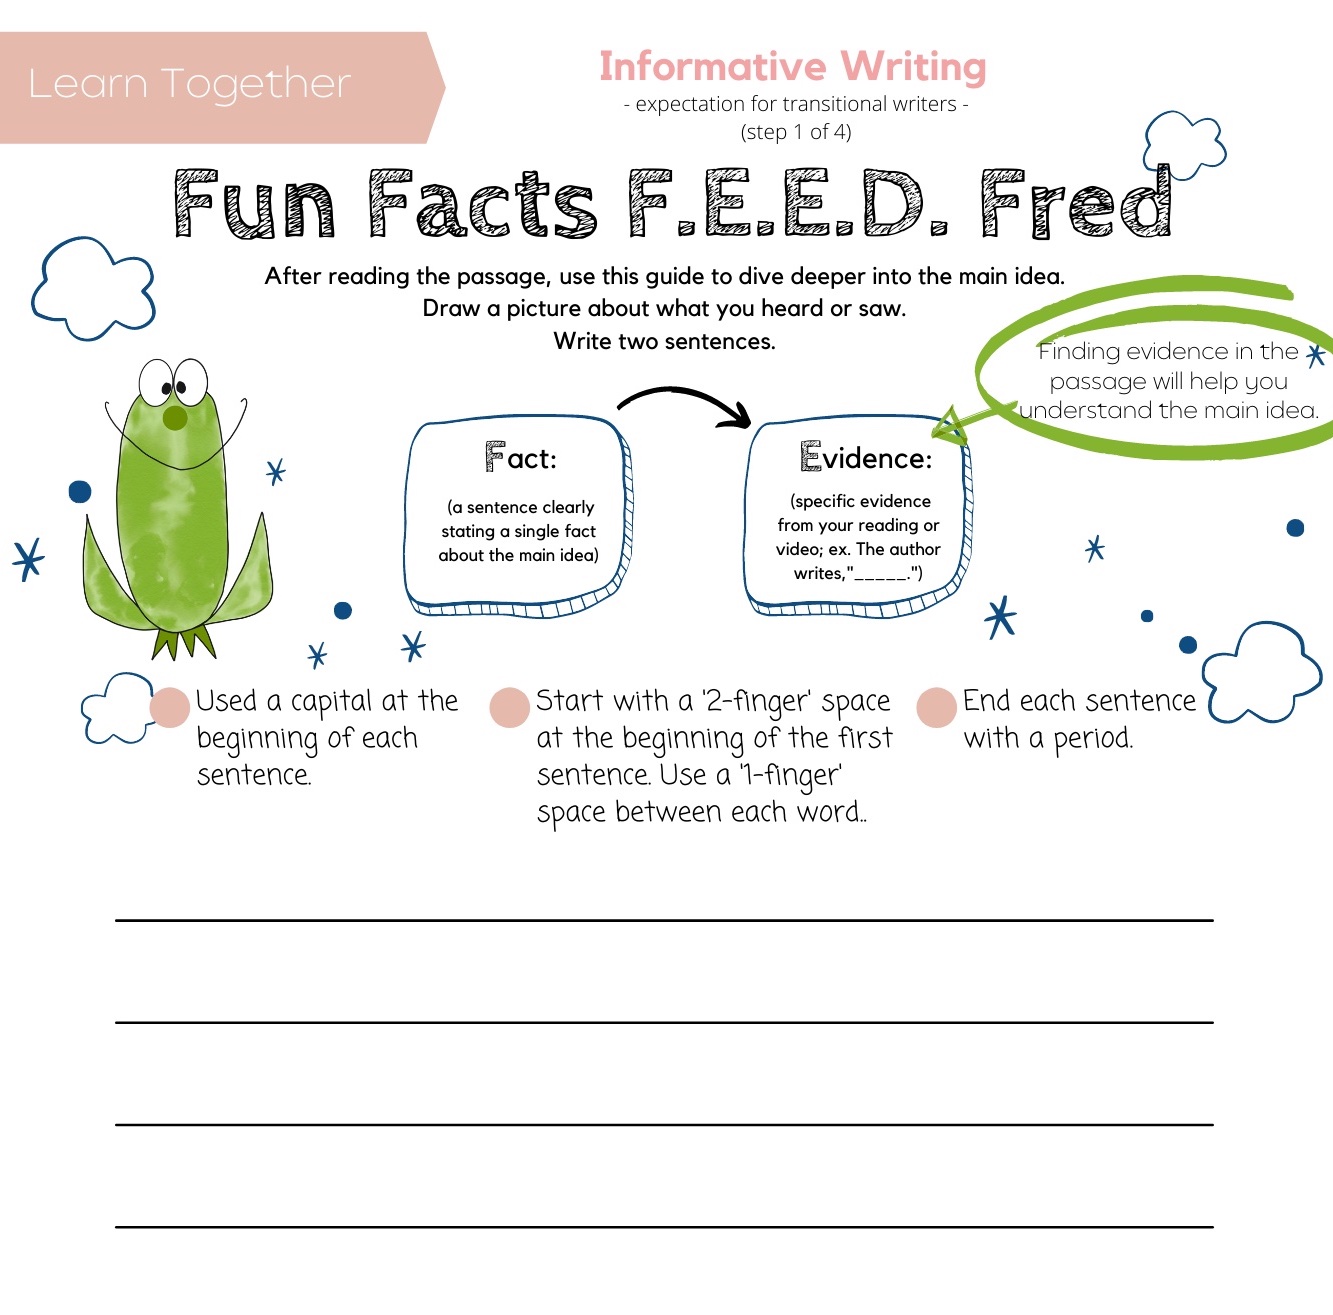 Learn Together
Informative Writing
- expectation for transitional writers -
(step 1 of 4)
Fun Facts F.E.E.D. Fred
After reading the passage, use this guide to dive deeper into the main idea.
Draw a picture about what you heard or saw.
Write two sentences.
Finding evidence in the
passage will help you
understand the main idea.
Fact:
(a sentence clearly
stating a single fact
about the main idea)
Evidence:
(specific evidence
from your reading or
video; ex. The author
writes,"_____.")
Used a capital at the
beginning of each
sentence.
Start with a '2-finger' space
at the beginning of the first
sentence. Use a '1-finger'
space between each word..
End each sentence
with a period.